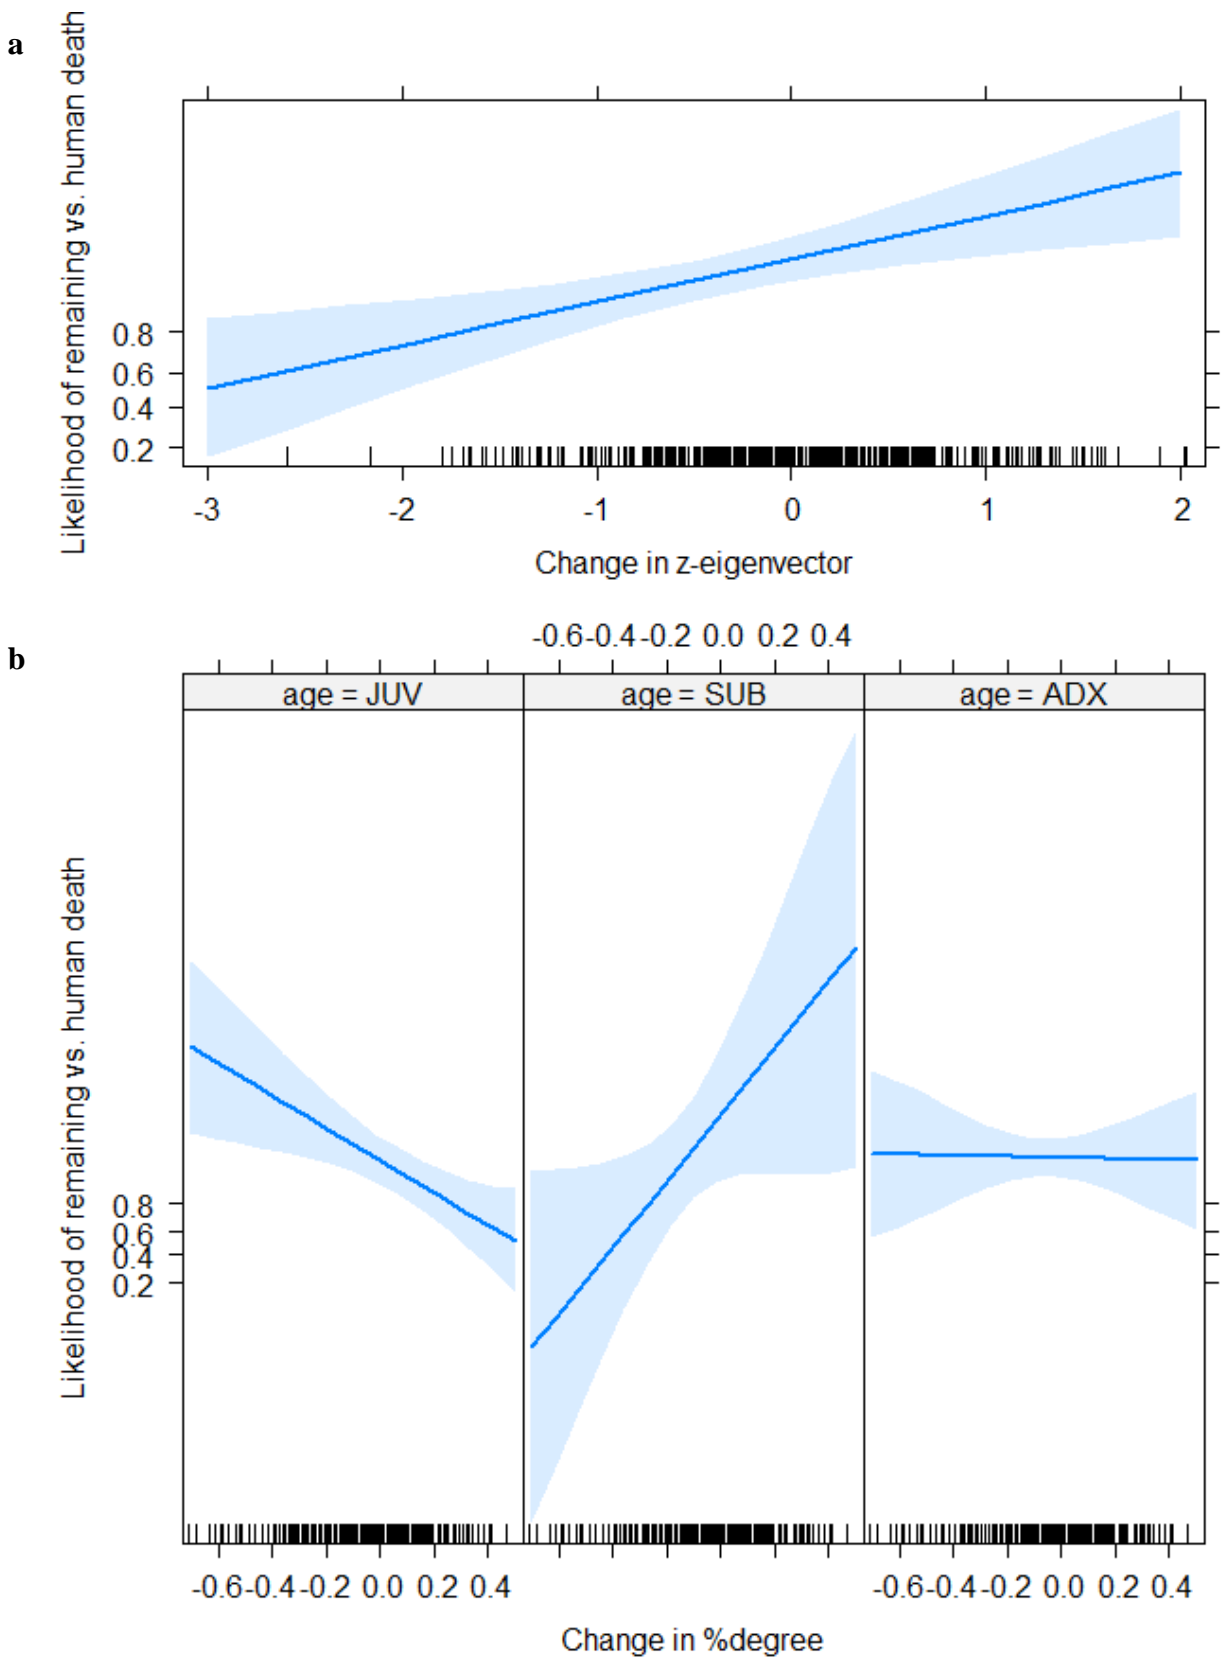 a
Likelihood of remaining vs. human death
0.8
0.6
0.4
0.2
-3 -2 -1 0 1 2
Change in z-eigenvector
b
-0.6 -0.4 -0.2 0.0 0.2 0.4
age = JUV age = SUB age = ADX
Likelihood of remaining vs. human death
0.8
0.6
0.4
0.2
-0.6 -0.4 -0.2 0.0 0.2 0.4 -0.6 -0.4 -0.2 0.0 0.2 0.4
Change in %degree